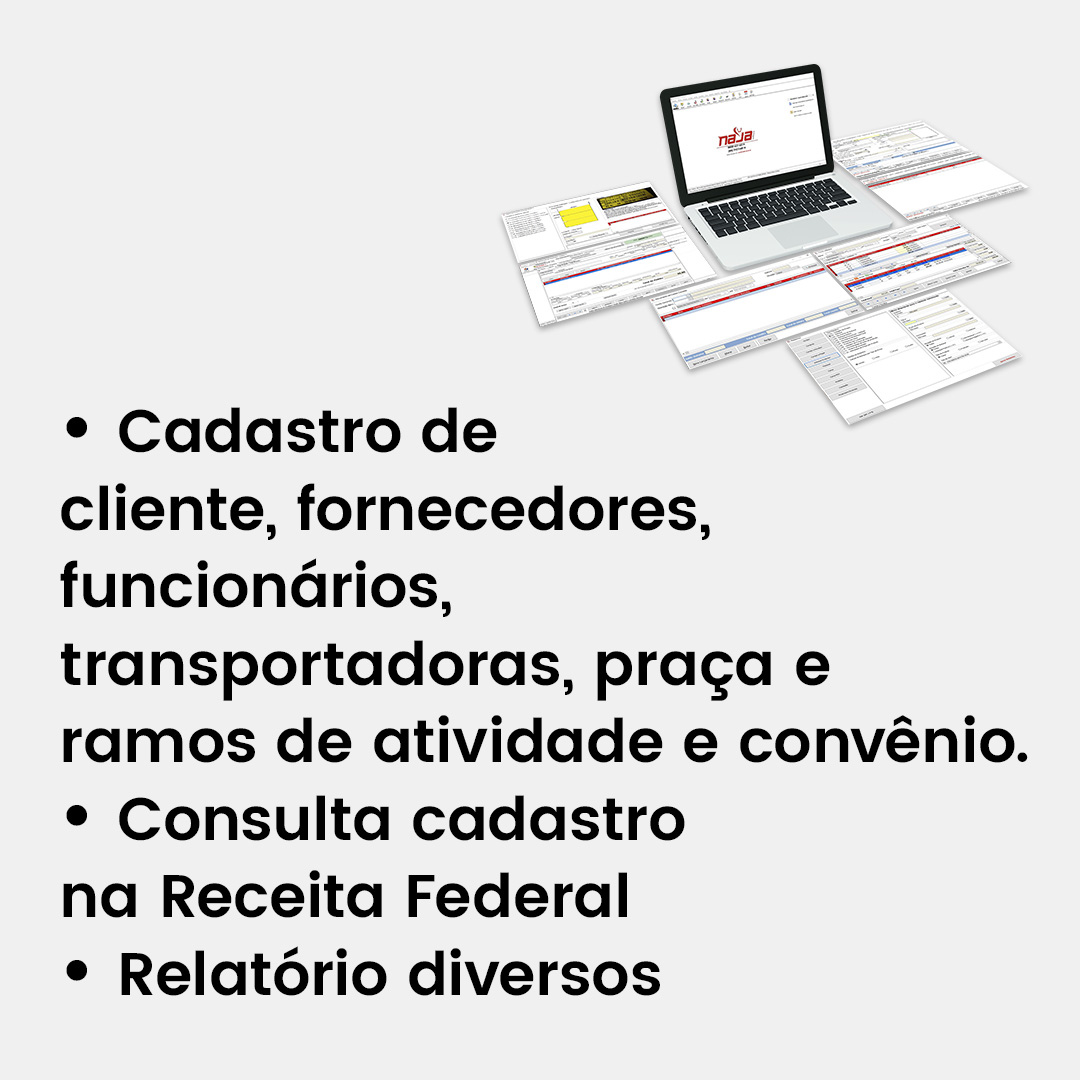 naja
• Cadastro de
cliente, fornecedores,
funcionários,
transportadoras, praça e
ramos de atividade e convênio.
• Consulta cadastro
na Receita Federal
• Relatório diversos